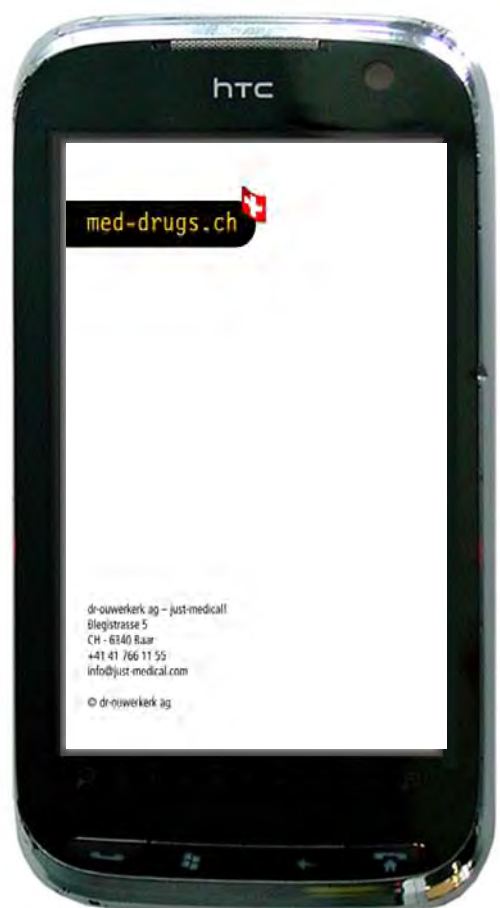 hTC
med-drugs.ch
dr-ouwerkerk ag – just-medical!
Blegistrasse 5
CH - 6340 Baar
+41 41 766 11 55
info@just-medical.com
© dr-ouwerkerk ag